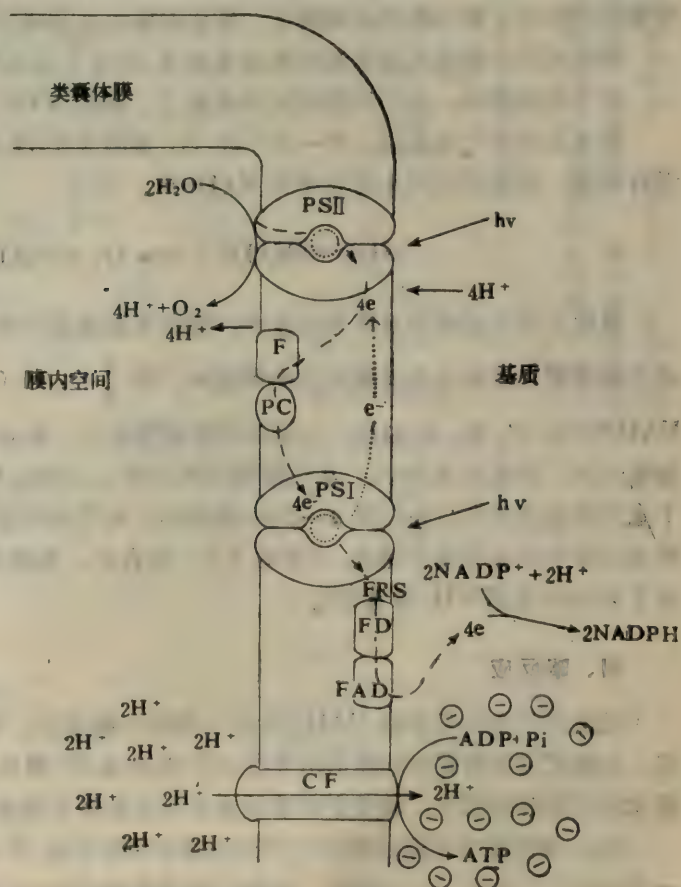 类囊体膜
2H₂O
PSⅡ
hv
4H⁺
4e
4H⁺+O₂
4H⁺
F
膜内空间
基质
PC
e⁻
4e⁻
PSⅠ
hv
FRS
2NADP⁺+2H⁺
FD
4e
2NADPH
FAD
2H⁺
2H⁺ 2H⁺ 2H⁺
ADP+Pi
CF
2H⁺ 2H⁺
2H⁺
2H⁺ 2H⁺
ATP